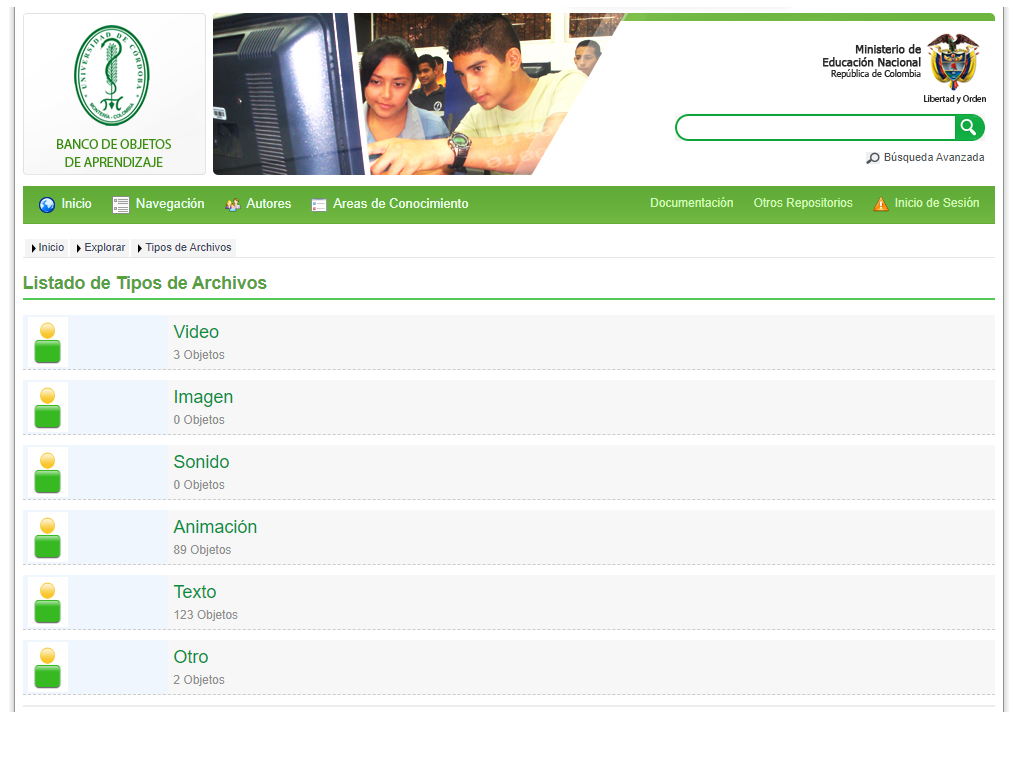 UNIVERSIDAD DE CÓRDOBA
MONTERÍA - COLOMBIA
BANCO DE OBJETOS
DE APRENDIZAJE
Ministerio de
Educación Nacional
República de Colombia
Libertad y Orden
Búsqueda Avanzada
Inicio Navegación Autores Areas de Conocimiento Documentación Otros Repositorios Inicio de Sesión
Inicio Explorar Tipos de Archivos
Listado de Tipos de Archivos
Video
3 Objetos
Imagen
0 Objetos
Sonido
0 Objetos
Animación
89 Objetos
Texto
123 Objetos
Otro
2 Objetos